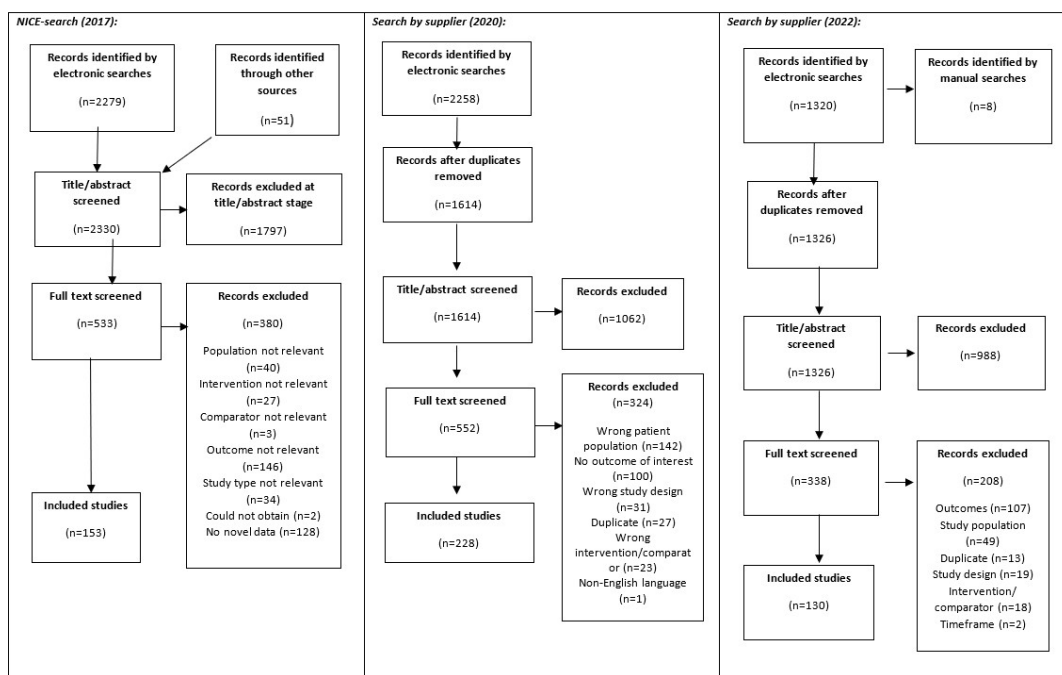 NICE-search (2017):
Records identified by
electronic searches
(n=2279)
Records identified
through other
sources
(n=51)
Title/abstract
screened
(n=2330)
Records excluded at
title/abstract stage
(n=1797)
Full text screened
(n=533)
Records excluded
(n=380)
Population not relevant
(n=40)
Intervention not relevant
(n=27)
Comparator not relevant
(n=3)
Outcome not relevant
(n=146)
Study type not relevant
(n=34)
Could not obtain (n=2)
No novel data (n=128)
Included studies
(n=153)
Search by supplier (2020):
Records identified by
electronic searches
(n=2258)
Records after duplicates
removed
(n=1614)
Title/abstract screened
(n=1614)
Records excluded
(n=1062)
Full text screened
(n=552)
Records excluded
(n=324)
Wrong patient
population (n=142)
No outcome of interest
(n=100)
Wrong study design
(n=31)
Duplicate (n=27)
Wrong
intervention/comparat
or (n=23)
Non-English language
(n=1)
Included studies
(n=228)
Search by supplier (2022):
Records identified by
electronic searches
(n=1320)
Records identified by
manual searches
(n=8)
Records after
duplicates removed
(n=1326)
Title/abstract
screened
(n=1326)
Records excluded
(n=988)
Full text screened
(n=338)
Records excluded
(n=208)
Outcomes (n=107)
Study population
(n=49)
Duplicate (n=13)
Study design (n=19)
Intervention/
comparator (n=18)
Timeframe (n=2)
Included studies
(n=130)